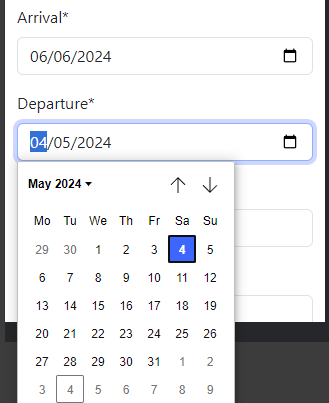 Arrival*
06/06/2024
Departure*
04/05/2024
May 2024
Mo Tu We Th Fr Sa Su
29 30 1 2 3 4 5
6 7 8 9 10 11 12
13 14 15 16 17 18 19
20 21 22 23 24 25 26
27 28 29 30 31 1 2
3 4 5 6 7 8 9